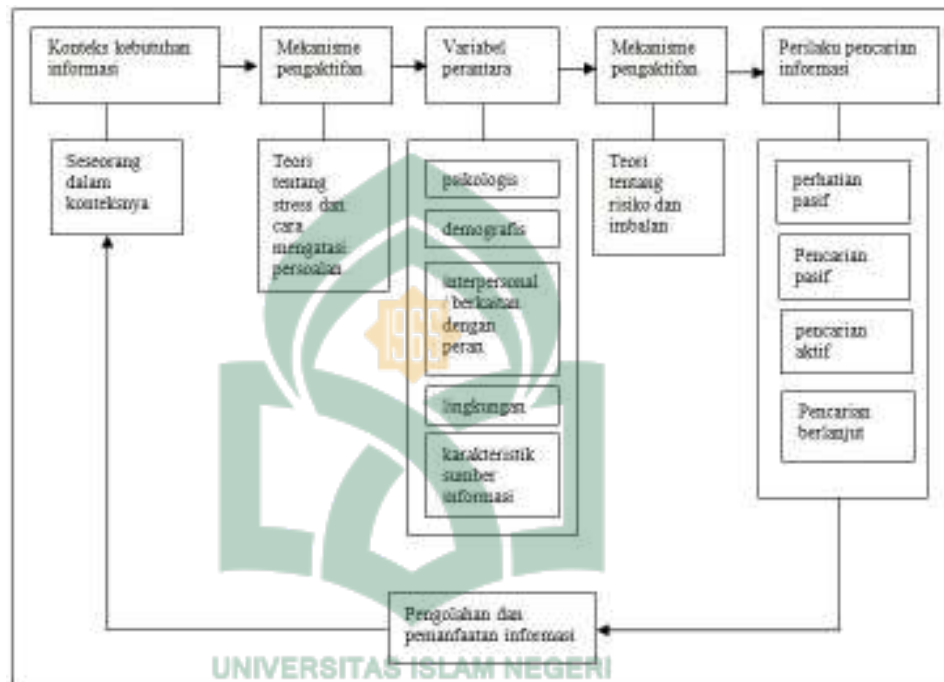 Konteks kebutuhan
informasi
Mekanisme
pengaktifan
Variabel
perantara
Mekanisme
pengaktifan
Perilaku pencarian
informasi
Seseorang
dalam
konteksnya
Teori
tentang
stress dan
cara
mengatasi
persoalan
psikologis
demografis
interpersonal
/ berkaitan
dengan
peran
lingkungan
karakteristik
sumber
informasi
Teori
tentang
risiko dan
imbalan
perhatian
pasif
Pencarian
pasif
pencarian
aktif
Pencarian
berlanjut
Pengolahan dan
pemanfaatan informasi
UNIVERSITAS ISLAM NEGERI